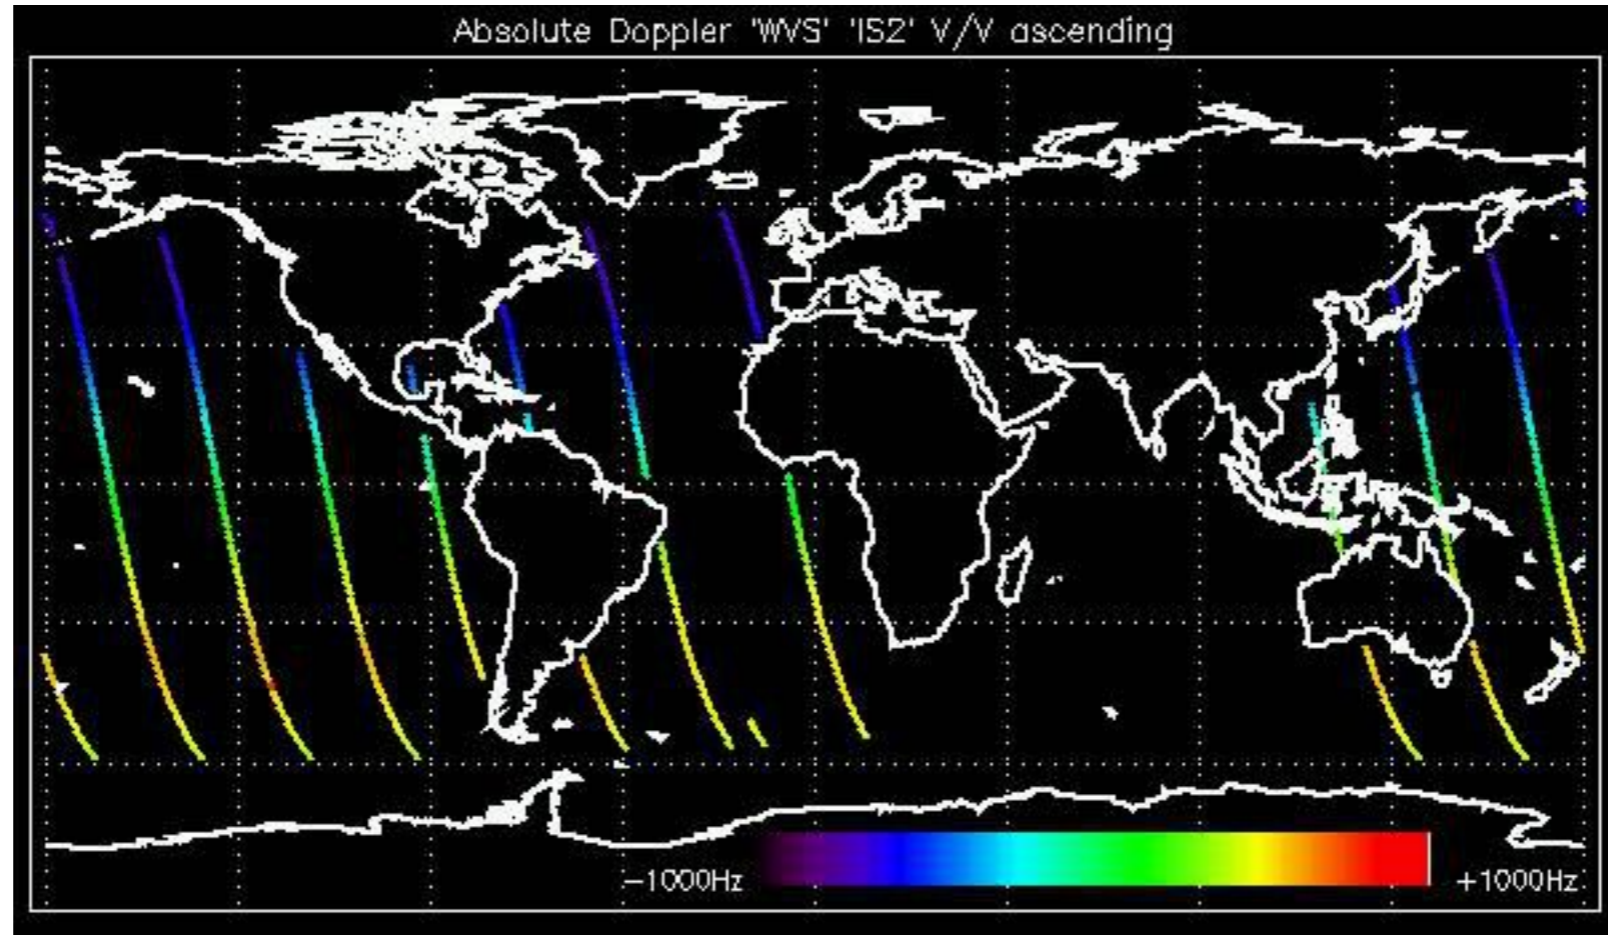 Absolute Doppler 'WVS' 'IS2' V/V ascending
−1000Hz
+1000Hz